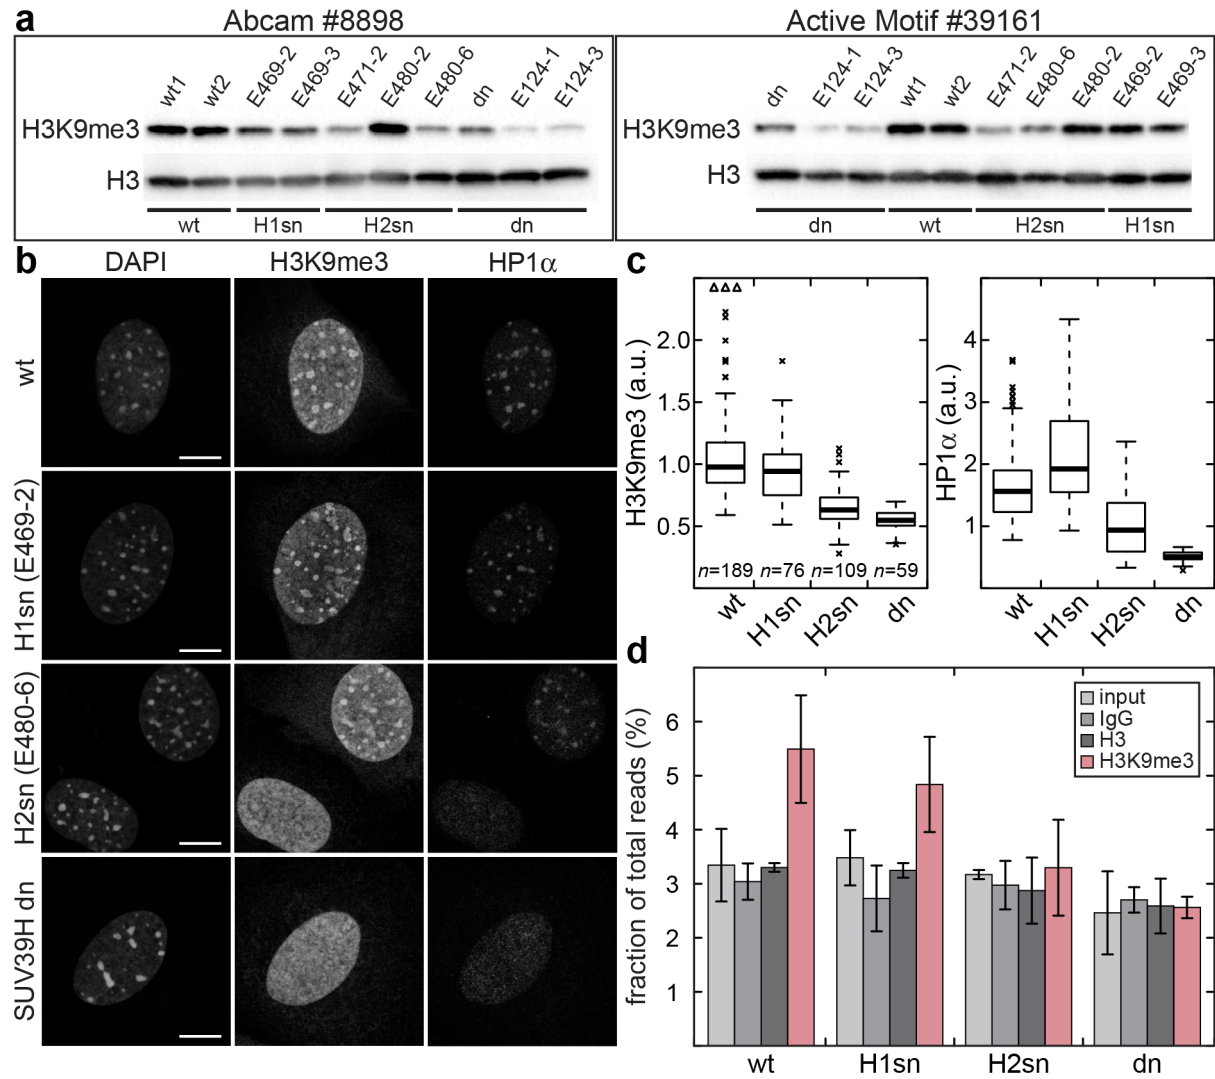 a
Abcam #8898
Active Motif #39161
wt1 wt2 E469-2 E469-3 E471-2 E480-2 E480-6 dn E124-1 E124-3
H3K9me3
H3
wt H1sn H2sn dn
dn E124-1 E124-3 wt1 wt2 E471-2 E480-6 E480-2 E469-2 E469-3
H3K9me3
H3
dn wt H2sn H1sn
b
DAPI H3K9me3 HP1α
wt
H1sn (E469-2)
H2sn (E480-6)
SUV39H dn
c
H3K9me3 (a.u.)
2.0
1.5
1.0
0.5
n=189 n=76 n=109 n=59
wt H1sn H2sn dn
HP1α (a.u.)
4
3
2
1
wt H1sn H2sn dn
d
fraction of total reads (%)
6
5
4
3
2
1
input
IgG
H3
H3K9me3
wt H1sn H2sn dn